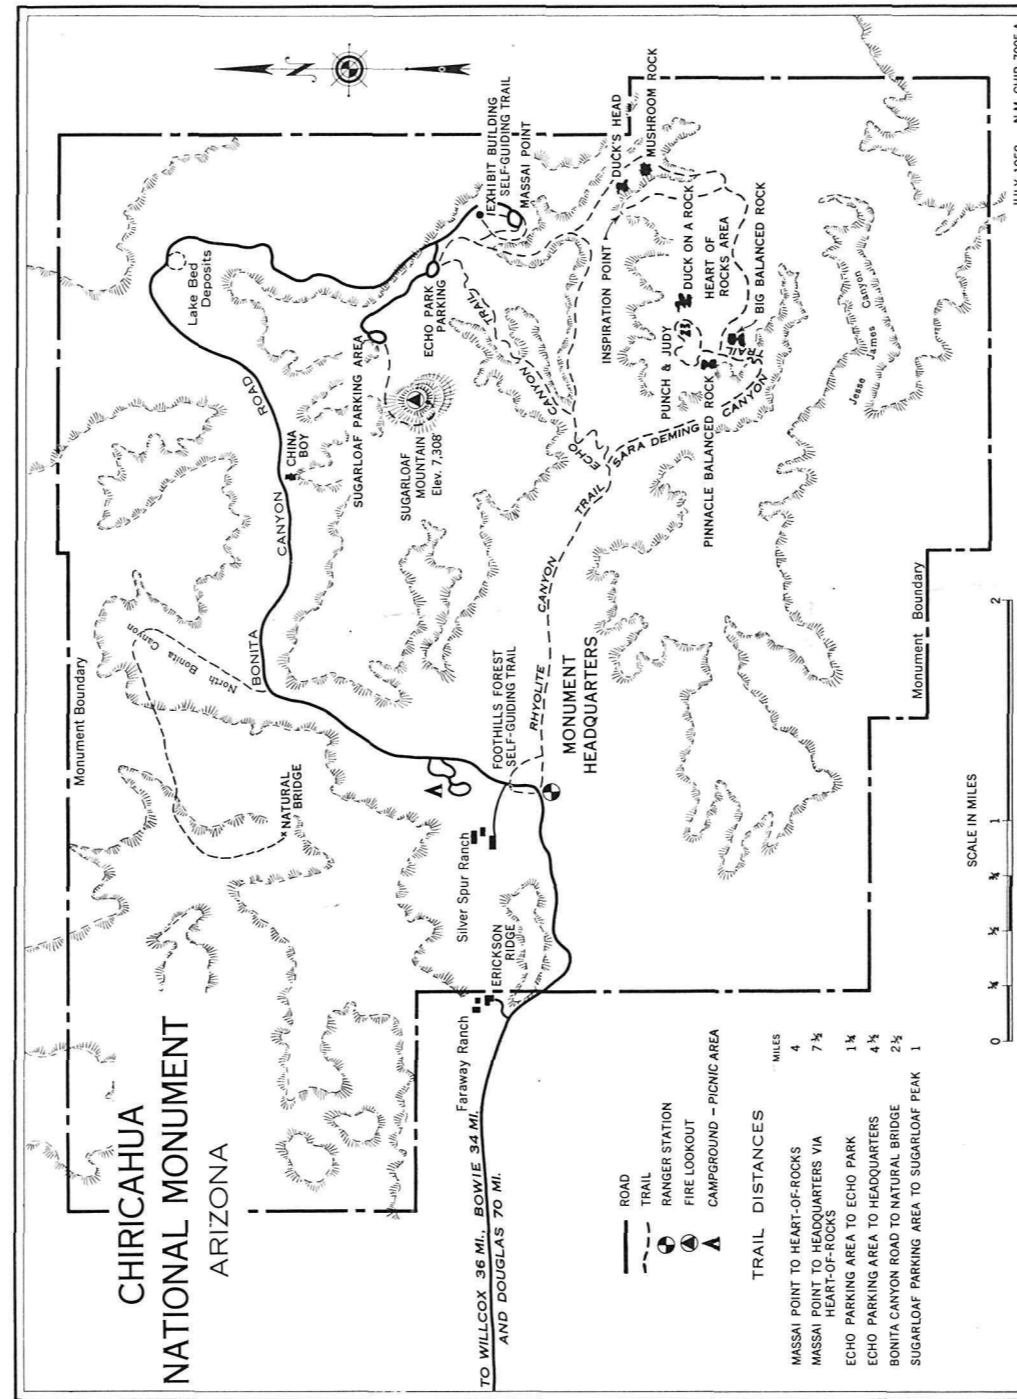 CHIRICAHUA
NATIONAL MONUMENT
ARIZONA
Monument Boundary
N
Lake Bed
Deposits
BONITA
CANYON
ROAD
North Bonita Canyon
NATURAL
BRIDGE
CHINA
BOY
SUGARLOAF PARKING AREA
SUGARLOAF
MOUNTAIN
Elev. 7,308'
ECHO PARK
PARKING
EXHIBIT BUILDING
SELF-GUIDING TRAIL
MASSAI POINT
ECHO
CANYON
TRAIL
INSPIRATION POINT
DUCK'S HEAD
MUSHROOM ROCK
PUNCH & JUDY
DUCK ON A ROCK
HEART OF
ROCKS AREA
PINNACLE BALANCED ROCK
BIG BALANCED ROCK
SARA DEMING
CANYON
TR
Jesse James Canyon
RHYOLITE
CANYON
TRAIL
FOOTHILLS FOREST
SELF-GUIDING TRAIL
MONUMENT
HEADQUARTERS
Silver Spur Ranch
ERICKSON
RIDGE
Faraway Ranch
TO WILLCOX 36 MI., BOWIE 34 MI.
AND DOUGLAS 70 MI.
Monument Boundary
ROAD
TRAIL
RANGER STATION
FIRE LOOKOUT
CAMPGROUND – PICNIC AREA
TRAIL DISTANCES
MILES
MASSAI POINT TO HEART-OF-ROCKS 4
MASSAI POINT TO HEADQUARTERS VIA
HEART-OF-ROCKS 7½
ECHO PARKING AREA TO ECHO PARK 1¼
ECHO PARKING AREA TO HEADQUARTERS 4½
BONITA CANYON ROAD TO NATURAL BRIDGE 2½
SUGARLOAF PARKING AREA TO SUGARLOAF PEAK 1
SCALE IN MILES
0 ¼ ½ ¾ 1 2